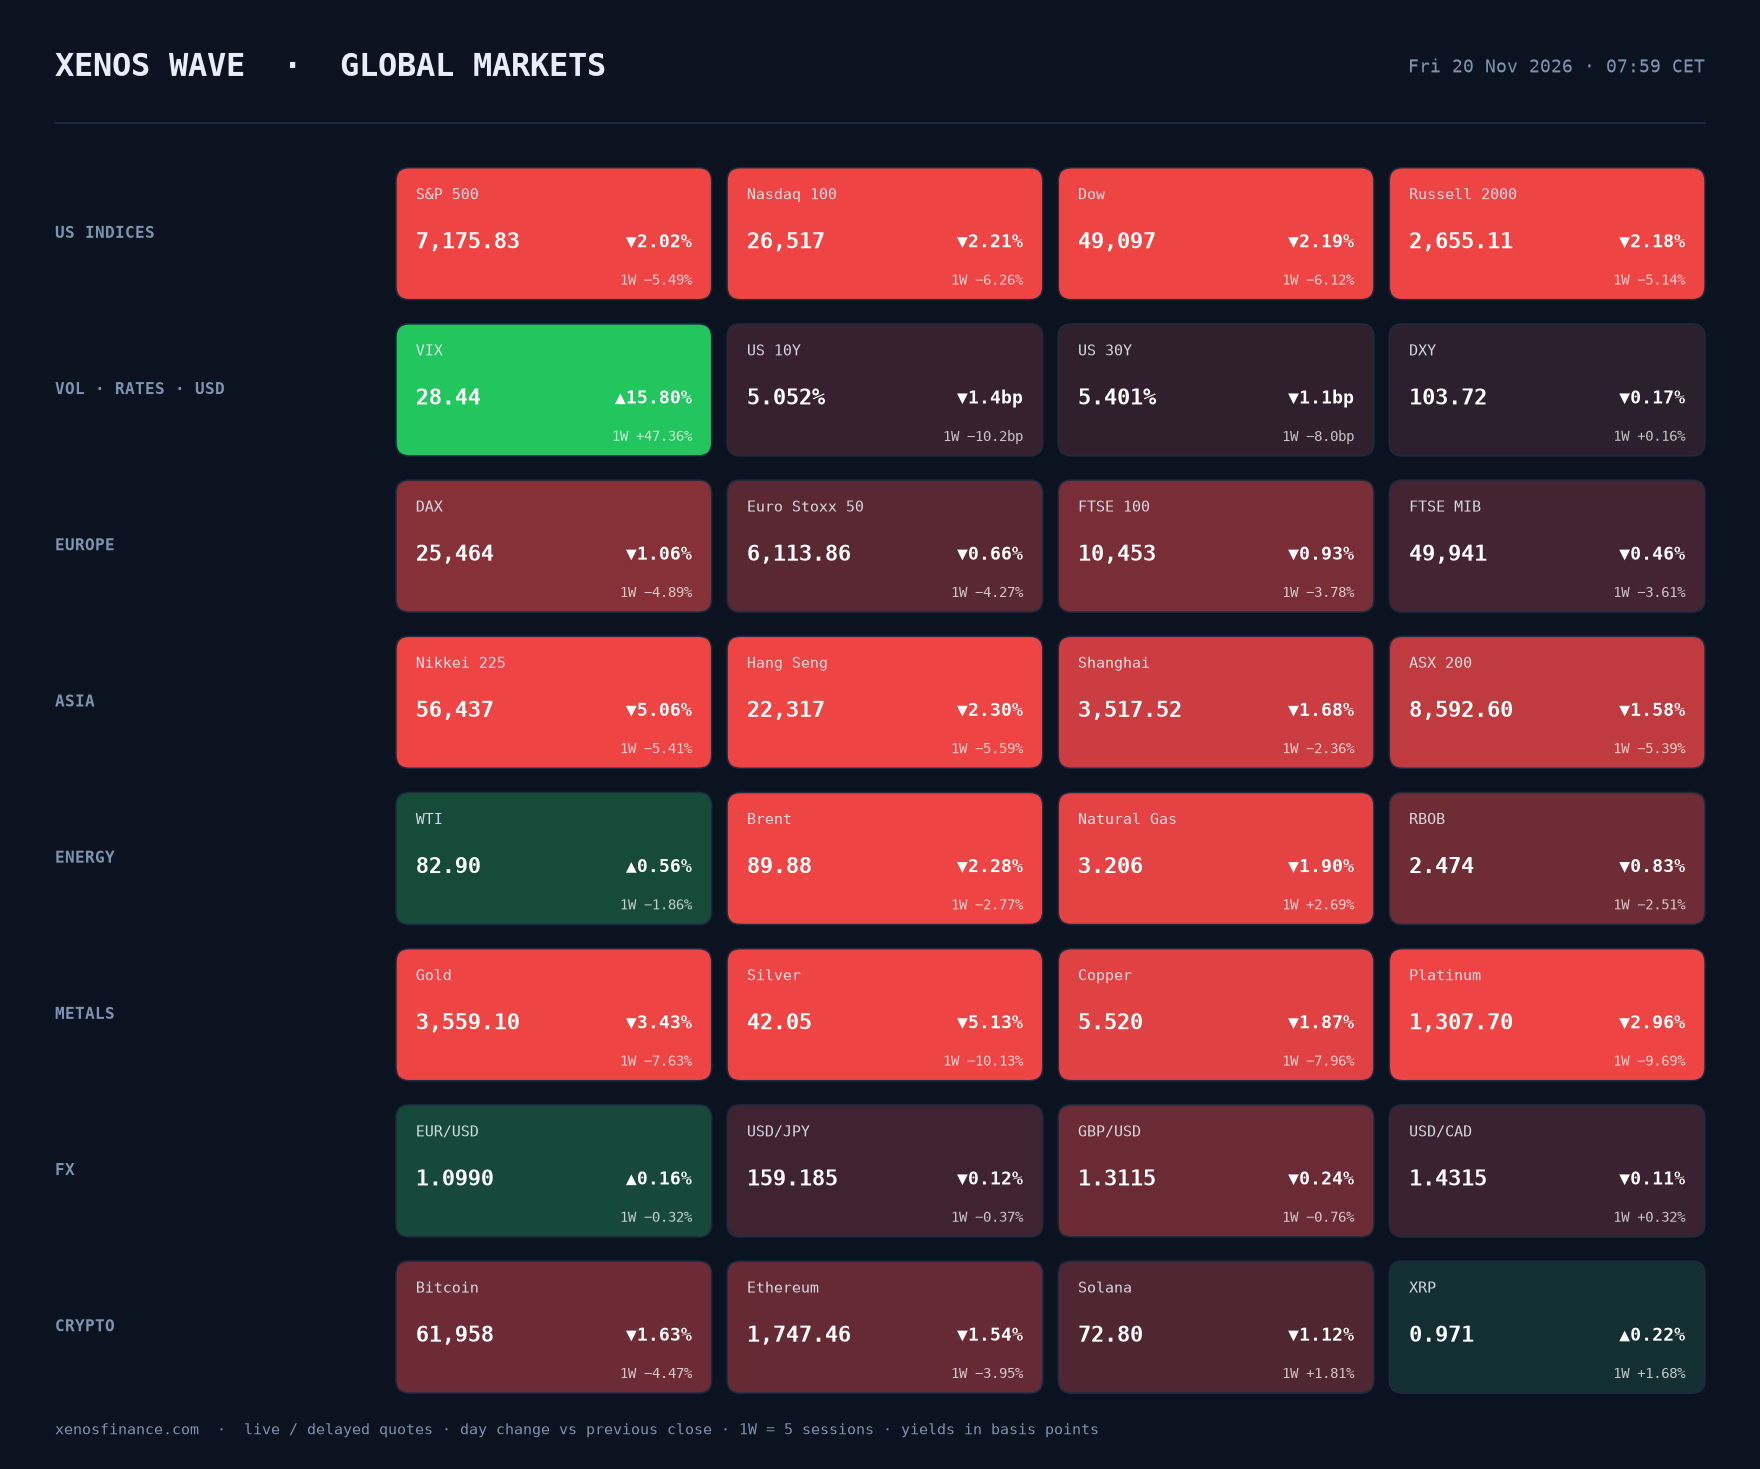 XENOS WAVE · GLOBAL MARKETS
Fri 20 Nov 2026 · 07:59 CET
US INDICES
S&P 500
7,175.83 ▼2.02%
1W −5.49%
Nasdaq 100
26,517 ▼2.21%
1W −6.26%
Dow
49,097 ▼2.19%
1W −6.12%
Russell 2000
2,655.11 ▼2.18%
1W −5.14%
VOL · RATES · USD
VIX
28.44 ▲15.80%
1W +47.36%
US 10Y
5.052% ▼1.4bp
1W −10.2bp
US 30Y
5.401% ▼1.1bp
1W −8.0bp
DXY
103.72 ▼0.17%
1W +0.16%
EUROPE
DAX
25,464 ▼1.06%
1W −4.89%
Euro Stoxx 50
6,113.86 ▼0.66%
1W −4.27%
FTSE 100
10,453 ▼0.93%
1W −3.78%
FTSE MIB
49,941 ▼0.46%
1W −3.61%
ASIA
Nikkei 225
56,437 ▼5.06%
1W −5.41%
Hang Seng
22,317 ▼2.30%
1W −5.59%
Shanghai
3,517.52 ▼1.68%
1W −2.36%
ASX 200
8,592.60 ▼1.58%
1W −5.39%
ENERGY
WTI
82.90 ▲0.56%
1W −1.86%
Brent
89.88 ▼2.28%
1W −2.77%
Natural Gas
3.206 ▼1.90%
1W +2.69%
RBOB
2.474 ▼0.83%
1W −2.51%
METALS
Gold
3,559.10 ▼3.43%
1W −7.63%
Silver
42.05 ▼5.13%
1W −10.13%
Copper
5.520 ▼1.87%
1W −7.96%
Platinum
1,307.70 ▼2.96%
1W −9.69%
FX
EUR/USD
1.0990 ▲0.16%
1W −0.32%
USD/JPY
159.185 ▼0.12%
1W −0.37%
GBP/USD
1.3115 ▼0.24%
1W −0.76%
USD/CAD
1.4315 ▼0.11%
1W +0.32%
CRYPTO
Bitcoin
61,958 ▼1.63%
1W −4.47%
Ethereum
1,747.46 ▼1.54%
1W −3.95%
Solana
72.80 ▼1.12%
1W +1.81%
XRP
0.971 ▲0.22%
1W +1.68%
xenosfinance.com · live / delayed quotes · day change vs previous close · 1W = 5 sessions · yields in basis points